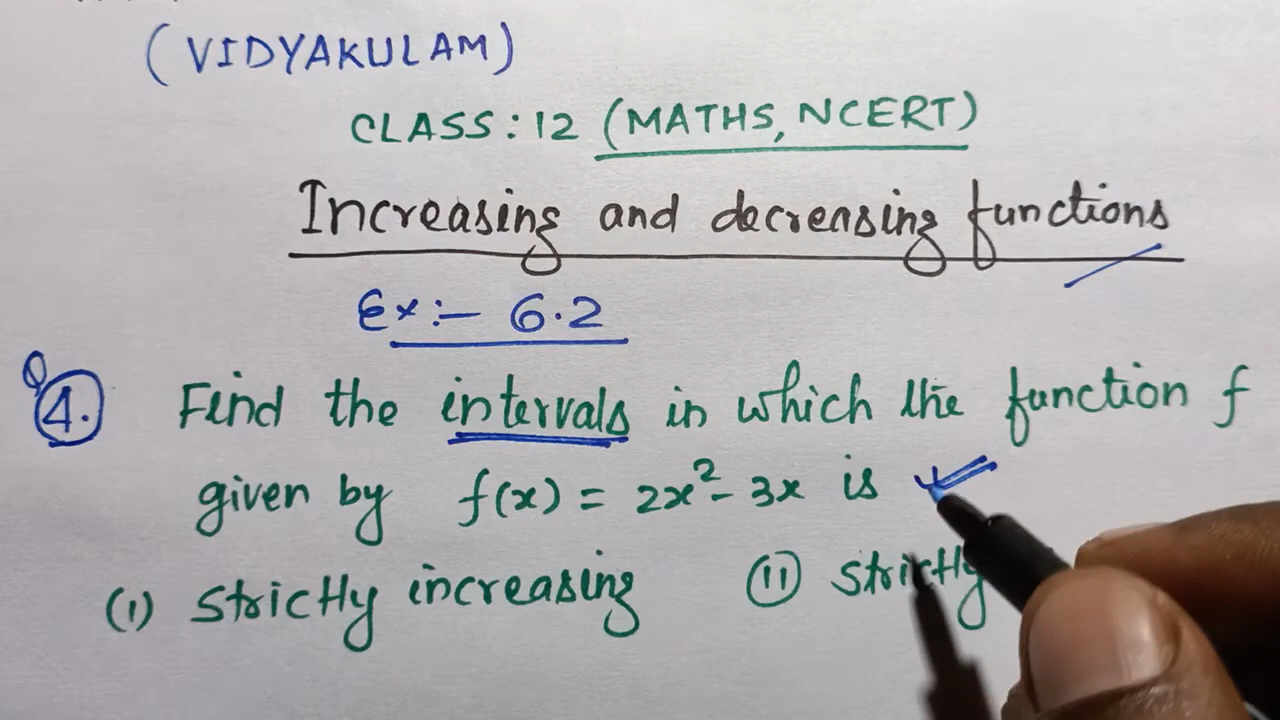 (VIDYAKULAM)
CLASS: 12 (MATHS, NCERT)
Increasing and decreasing functions
Ex:- 6.2
Q4. Find the intervals in which the function f
given by f(x) = 2x² - 3x is
(i) strictly increasing (ii) strictly